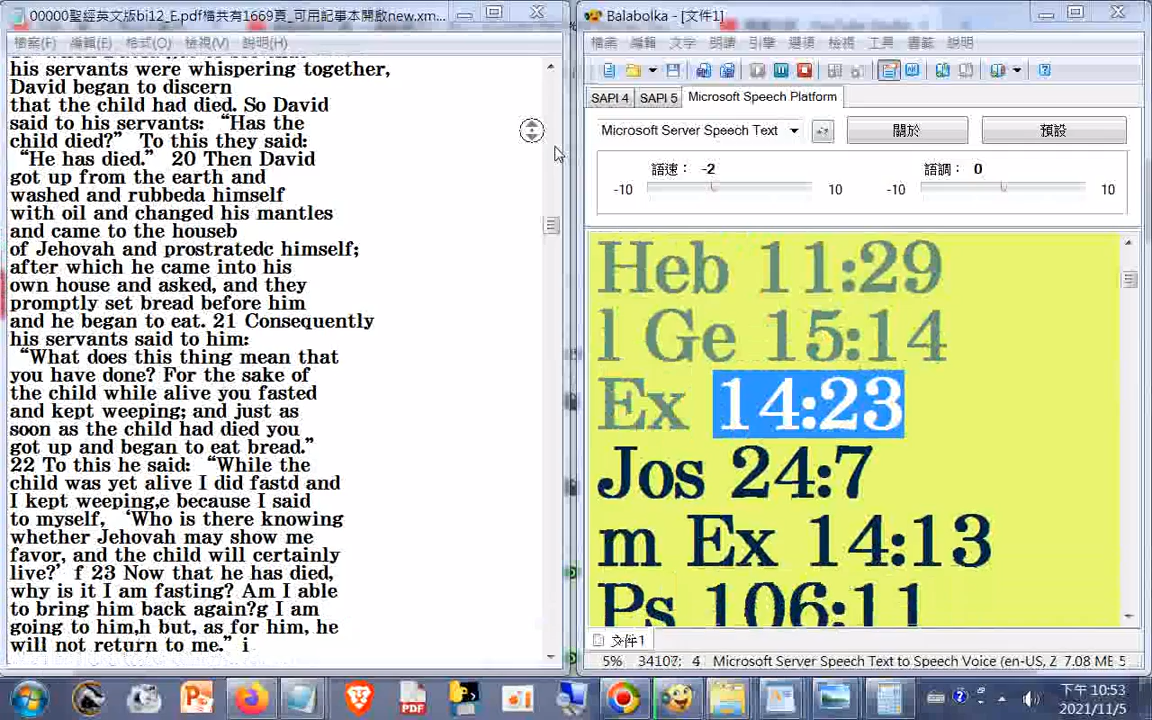 00000聖經英文版bi12_E.pdf檔共有1669頁_可用記事本開啟new.xm...
檔案(F) 編輯(E) 格式(O) 檢視(V) 說明(H)
his servants were whispering together,
David began to discern
that the child had died. So David
said to his servants: “Has the
child died?” To this they said:
“He has died.” 20 Then David
got up from the earth and
washed and rubbeda himself
with oil and changed his mantles
and came to the houseb
of Jehovah and prostratedc himself;
after which he came into his
own house and asked, and they
promptly set bread before him
and he began to eat. 21 Consequently
his servants said to him:
“What does this thing mean that
you have done? For the sake of
the child while alive you fasted
and kept weeping; and just as
soon as the child had died you
got up and began to eat bread.”
22 To this he said: “While the
child was yet alive I did fastd and
I kept weeping,e because I said
to myself, ‘Who is there knowing
whether Jehovah may show me
favor, and the child will certainly
live?’ f 23 Now that he has died,
why is it I am fasting? Am I able
to bring him back again?g I am
going to him,h but, as for him, he
will not return to me.” i
Balabolka - [文件1]
檔案 編輯 文字 朗讀 引擎 選項 檢視 工具 書籤 說明
SAPI 4 SAPI 5 Microsoft Speech Platform
Microsoft Server Speech Text 關於 預設
語速: -2 語調: 0
-10 10 -10 10
Heb 11:29
l Ge 15:14
Ex 14:23
Jos 24:7
m Ex 14:13
Ps 106:11
文件1
5% 34107: 4 Microsoft Server Speech Text to Speech Voice (en-US, Z 7.08 MB 5
PDF
下午 10:53
2021/11/5